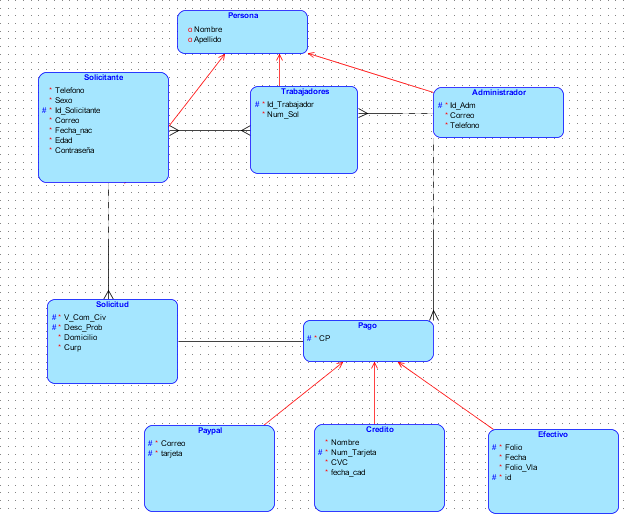 Persona
o Nombre
o Apellido
Solicitante
* Telefono
* Sexo
# * Id_Solicitante
* Correo
* Fecha_nac
* Edad
* Contraseña
Trabajadores
# * Id_Trabajador
* Num_Sol
Administrador
# * Id_Adm
* Correo
* Telefono
Solicitud
# * V_Com_Civ
# * Desc_Prob
* Domicilio
* Curp
Pago
# * CP
Paypal
# * Correo
# * tarjeta
Credito
* Nombre
# * Num_Tarjeta
* CVC
* fecha_cad
Efectivo
# * Folio
* Fecha
* Folio_Vla
# * id